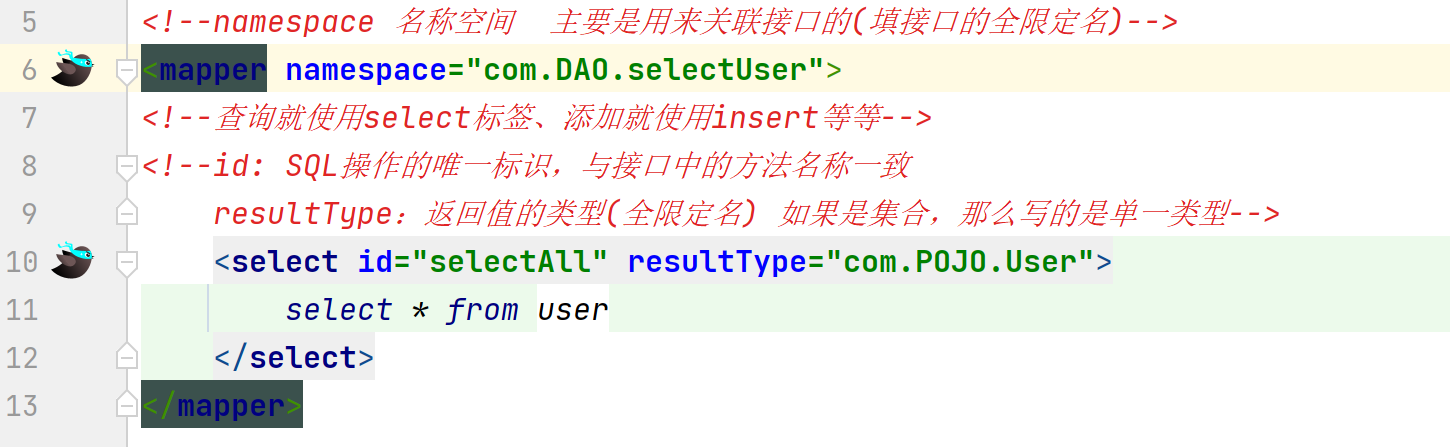 5 <!--namespace 名称空间  主要是用来关联接口的(填接口的全限定名)-->
6 <mapper namespace="com.DAO.selectUser">
7 <!--查询就使用select标签、添加就使用insert等等-->
8 <!--id: SQL操作的唯一标识，与接口中的方法名称一致
9     resultType：返回值的类型(全限定名) 如果是集合，那么写的是单一类型-->
10     <select id="selectAll" resultType="com.POJO.User">
11         select * from user
12     </select>
13 </mapper>